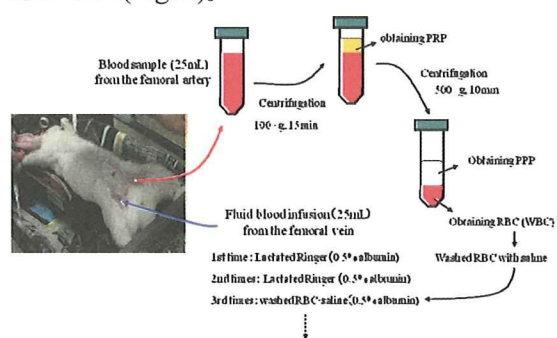 obtaining PRP
Blood sample (25mL)
from the femoral artery
Centrifugation
100 · g, 15min
Centrifugation
500 g, 10min
Obtaining PPP
Obtaining RBC (WBC)
Fluid blood infusion (25mL)
from the femoral vein
1st time : Lactated Ringer (0.5% albumin)
Washed RBC with saline
2nd times : Lactated Ringer (0.5% albumin)
3rd times : washed RBC-saline (0.5% albumin)